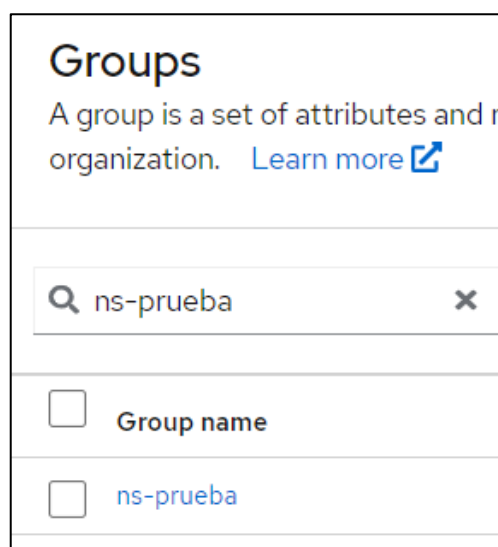 Groups
A group is a set of attributes and
organization. Learn more
ns-prueba
Group name
ns-prueba